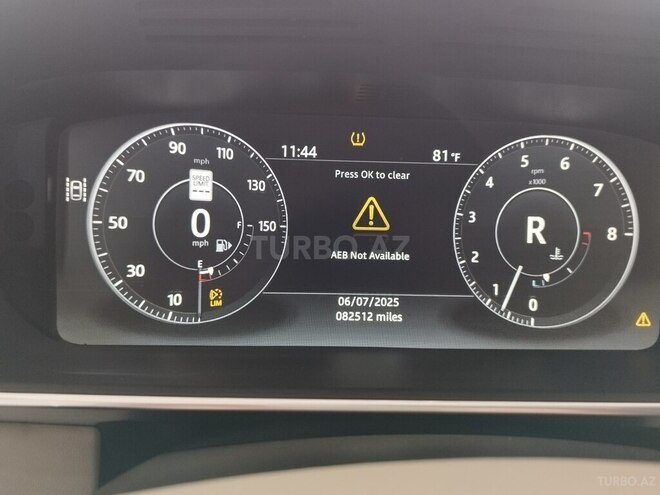 11:44
81°F
Press OK to clear
AEB Not Available
06/07/2025
082512 miles
10
30
50
70
90
110
130
150
mph
SPEED LIMIT
----
0
mph
F
E
LIM
0
1
2
3
4
5
6
7
8
rpm
x1000
R
TURBO.AZ
TURBO.AZ